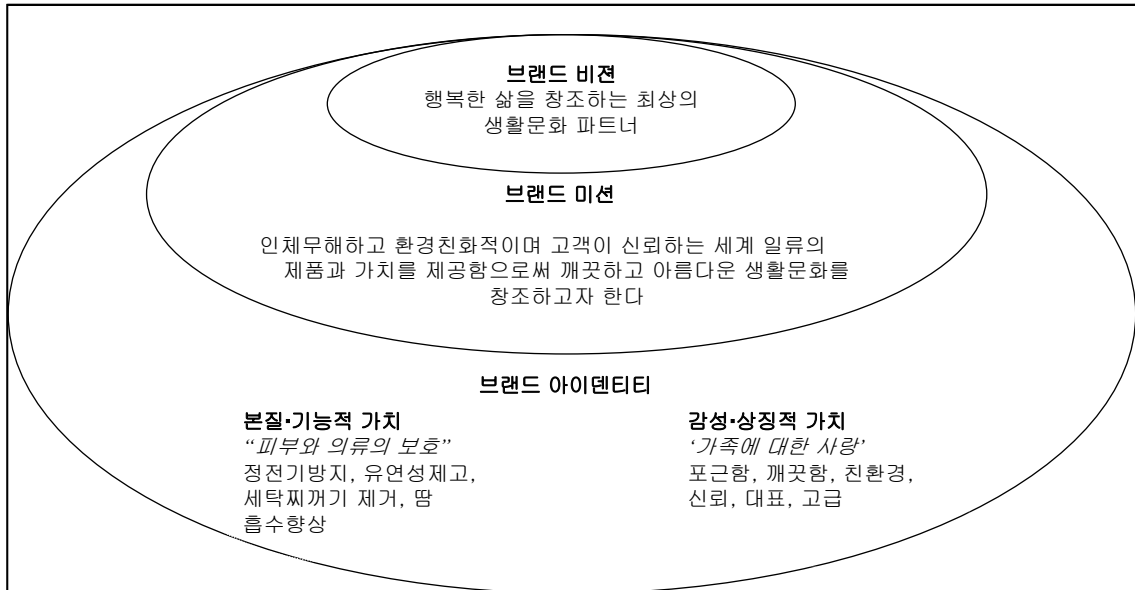 브랜드 비젼
행복한 삶을 창조하는 최상의
생활문화 파트너
브랜드 미션
인체무해하고 환경친화적이며 고객이 신뢰하는 세계 일류의
제품과 가치를 제공함으로써 깨끗하고 아름다운 생활문화를
창조하고자 한다
브랜드 아이덴티티
본질·기능적 가치
“피부와 의류의 보호”
정전기방지, 유연성제고,
세탁찌꺼기 제거, 땀
흡수향상
감성·상징적 가치
‘가족에 대한 사랑’
포근함, 깨끗함, 친환경,
신뢰, 대표, 고급